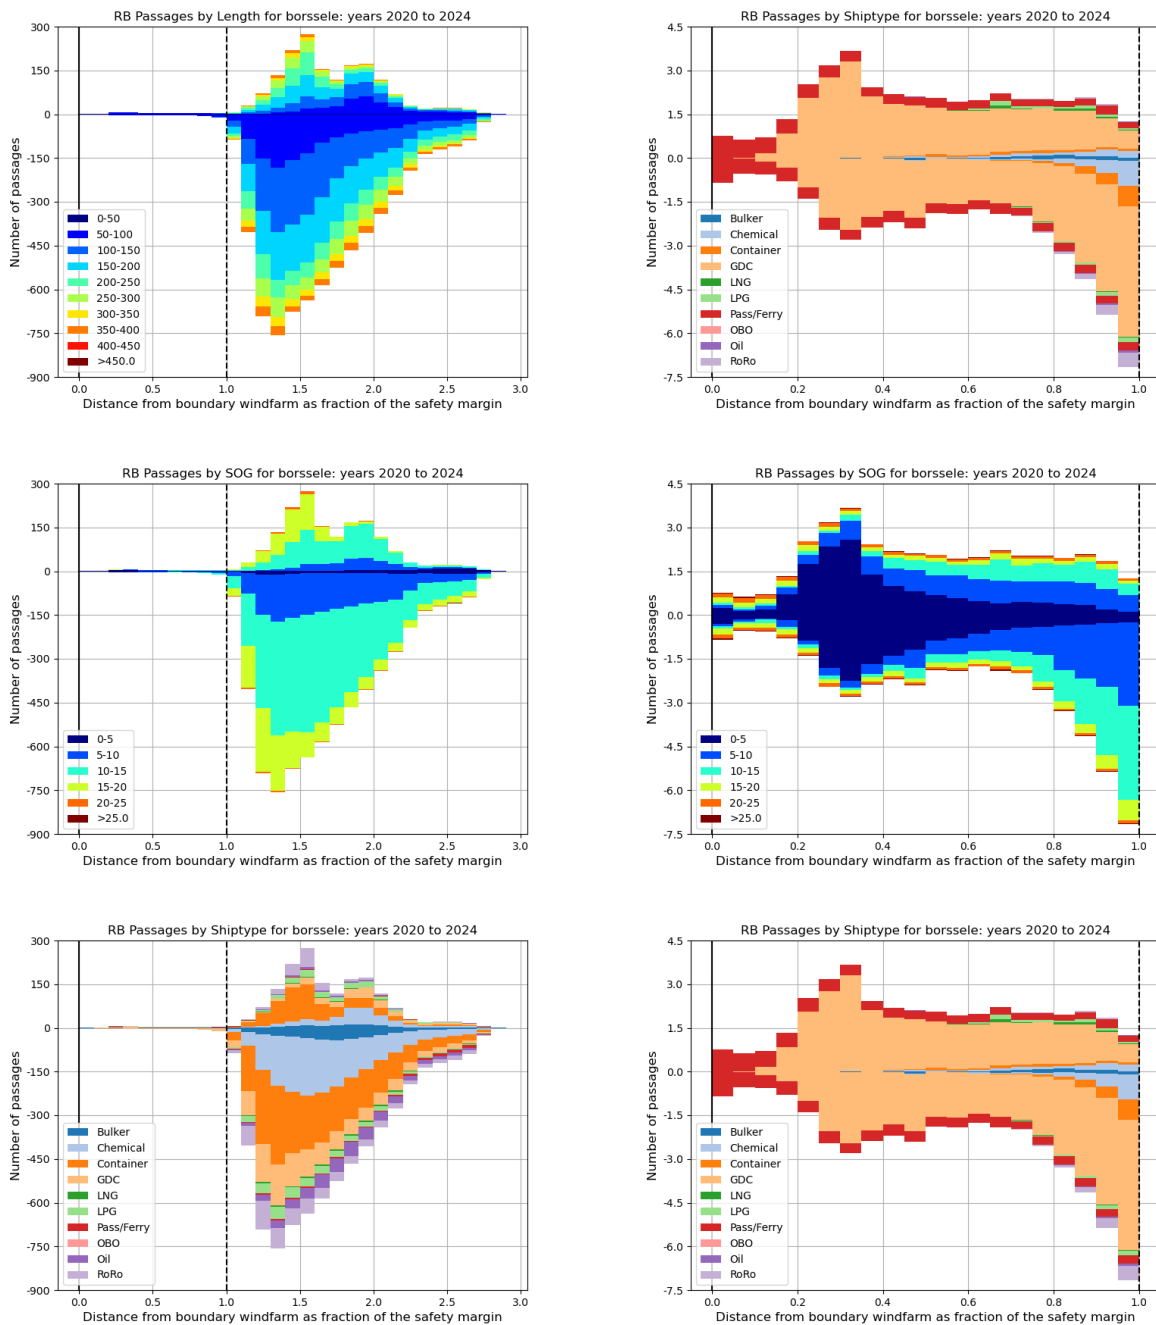 RB Passages by Length for borssele: years 2020 to 2024
300
150
0
-150
-300
-450
-600
-750
-900
Number of passages
0-50
50-100
100-150
150-200
200-250
250-300
300-350
350-400
400-450
>450.0
0.0 0.5 1.0 1.5 2.0 2.5 3.0
Distance from boundary windfarm as fraction of the safety margin
RB Passages by Shiptype for borssele: years 2020 to 2024
4.5
3.0
1.5
0.0
-1.5
-3.0
-4.5
-6.0
-7.5
Number of passages
Bulker
Chemical
Container
GDC
LNG
LPG
Pass/Ferry
OBO
Oil
RoRo
0.0 0.2 0.4 0.6 0.8 1.0
Distance from boundary windfarm as fraction of the safety margin
RB Passages by SOG for borssele: years 2020 to 2024
300
150
0
-150
-300
-450
-600
-750
-900
Number of passages
0-5
5-10
10-15
15-20
20-25
>25.0
0.0 0.5 1.0 1.5 2.0 2.5 3.0
Distance from boundary windfarm as fraction of the safety margin
RB Passages by SOG for borssele: years 2020 to 2024
4.5
3.0
1.5
0.0
-1.5
-3.0
-4.5
-6.0
-7.5
Number of passages
0-5
5-10
10-15
15-20
20-25
>25.0
0.0 0.2 0.4 0.6 0.8 1.0
Distance from boundary windfarm as fraction of the safety margin
RB Passages by Shiptype for borssele: years 2020 to 2024
300
150
0
-150
-300
-450
-600
-750
-900
Number of passages
Bulker
Chemical
Container
GDC
LNG
LPG
Pass/Ferry
OBO
Oil
RoRo
0.0 0.5 1.0 1.5 2.0 2.5 3.0
Distance from boundary windfarm as fraction of the safety margin
RB Passages by Shiptype for borssele: years 2020 to 2024
4.5
3.0
1.5
0.0
-1.5
-3.0
-4.5
-6.0
-7.5
Number of passages
Bulker
Chemical
Container
GDC
LNG
LPG
Pass/Ferry
OBO
Oil
RoRo
0.0 0.2 0.4 0.6 0.8 1.0
Distance from boundary windfarm as fraction of the safety margin